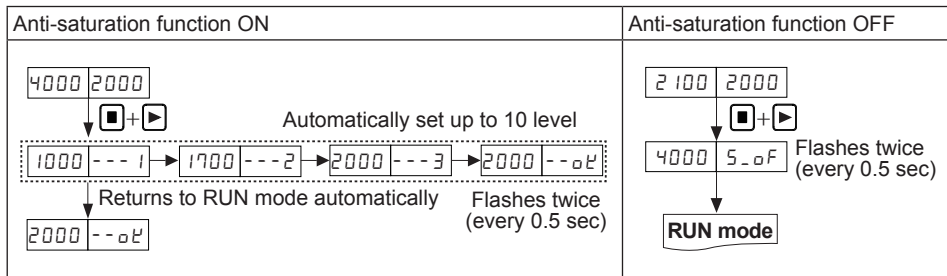 Anti-saturation function ON
Anti-saturation function OFF
4000 2000
+
Automatically set up to 10 level
1000 --- 1
1700 ---2
2000 ---3
2000 --oK
Returns to RUN mode automatically
Flashes twice
(every 0.5 sec)
2000 --oK
2100 2000
+
4000 5_oF
Flashes twice
(every 0.5 sec)
RUN mode